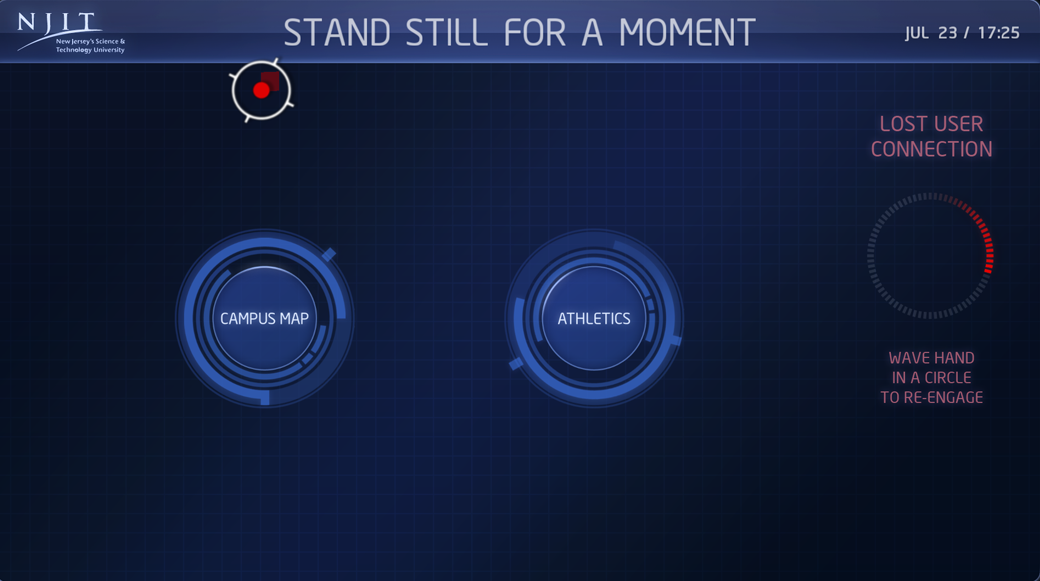 NJIT
New Jersey's Science &
Technology University
STAND STILL FOR A MOMENT
JUL 23 / 17:25
LOST USER
CONNECTION
CAMPUS MAP
ATHLETICS
WAVE HAND
IN A CIRCLE
TO RE-ENGAGE